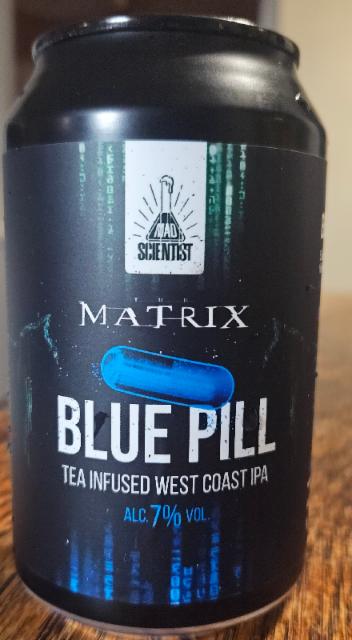 MAD
SCIENTIST
THE
MATRIX
BLUE PILL
TEA INFUSED WEST COAST IPA
ALC. 7% VOL.